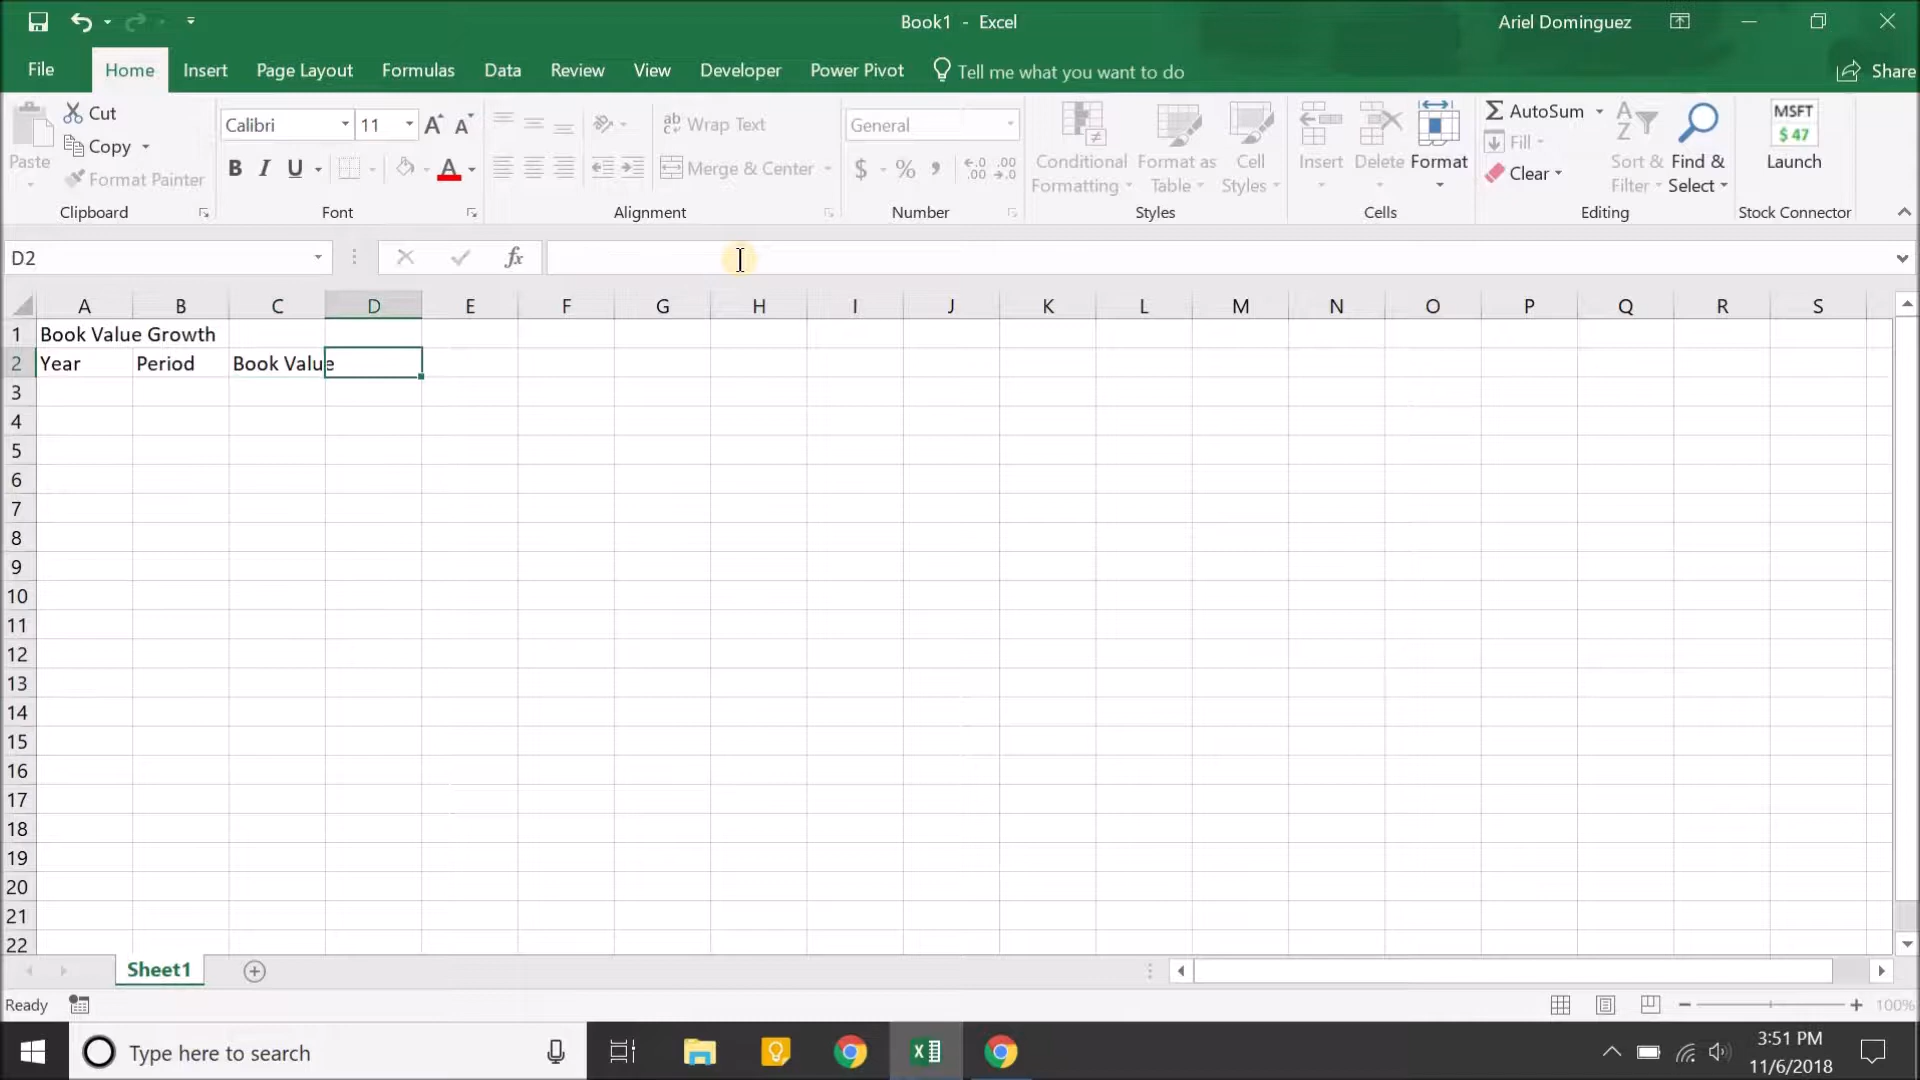 Book1 - Excel
Ariel Dominguez
File Home Insert Page Layout Formulas Data Review View Developer Power Pivot Tell me what you want to do Share
Paste
Cut
Copy
Format Painter
Clipboard
Calibri 11 A A
B I U A
Font
ab Wrap Text
Merge & Center
Alignment
General
$ % , ←.0 .00 .00 →.0
Number
Conditional Formatting
Format as Table
Cell Styles
Styles
Insert Delete Format
Cells
Σ AutoSum
Fill
Clear
A Z Sort & Filter
Find & Select
Editing
MSFT
$ 47
Launch
Stock Connector
D2 fx
A B C D E F G H I J K L M N O P Q R S
1 Book Value Growth
2 Year Period Book Value
3
4
5
6
7
8
9
10
11
12
13
14
15
16
17
18
19
20
21
22
Sheet1
Ready 100%
Type here to search
3:51 PM
11/6/2018